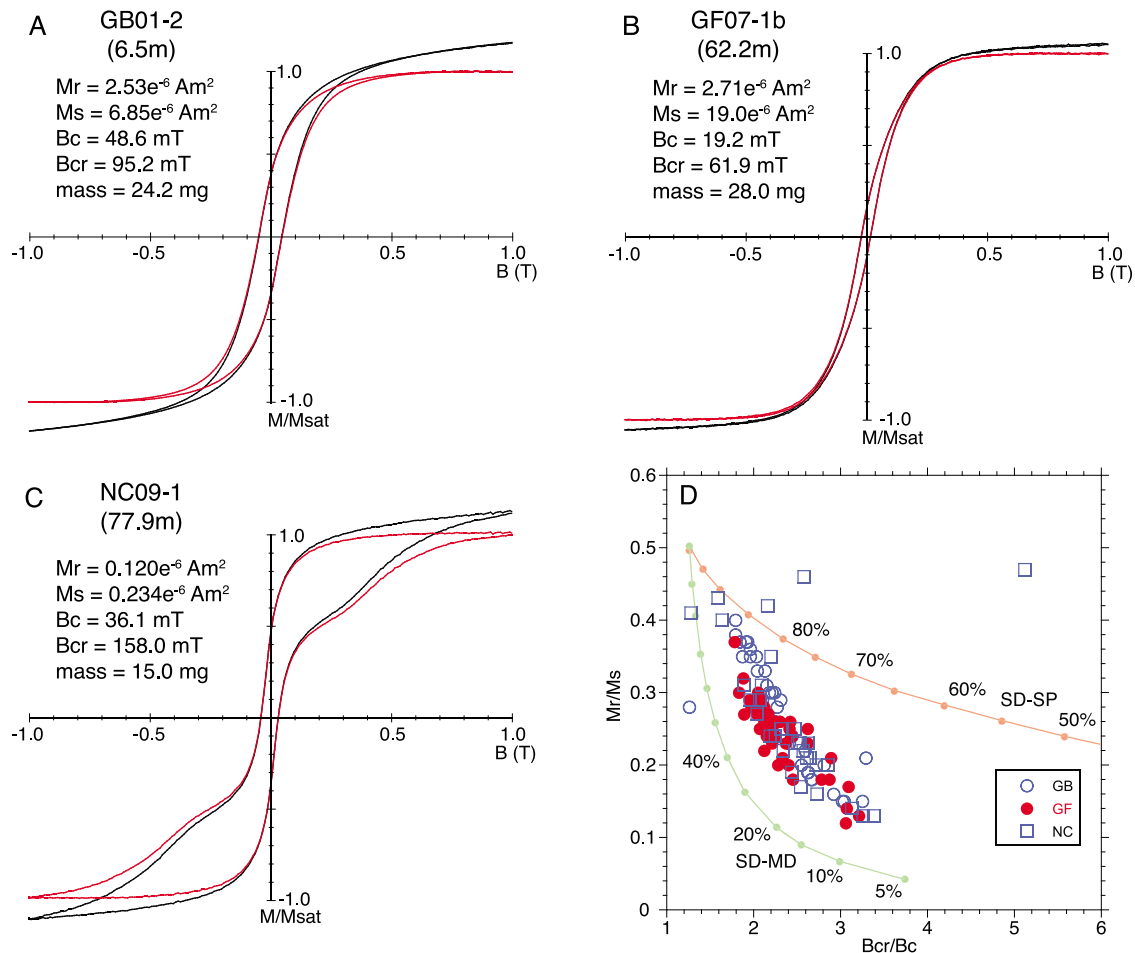 A
GB01-2
(6.5m)
Mr = 2.53e-6 Am2
Ms = 6.85e-6 Am2
Bc = 48.6 mT
Bcr = 95.2 mT
mass = 24.2 mg
1.0
-1.0
-0.5
0.5
1.0
B (T)
-1.0
M/Msat
B
GF07-1b
(62.2m)
Mr = 2.71e-6 Am2
Ms = 19.0e-6 Am2
Bc = 19.2 mT
Bcr = 61.9 mT
mass = 28.0 mg
1.0
-1.0
-0.5
0.5
1.0
B (T)
-1.0
M/Msat
C
NC09-1
(77.9m)
Mr = 0.120e-6 Am2
Ms = 0.234e-6 Am2
Bc = 36.1 mT
Bcr = 158.0 mT
mass = 15.0 mg
1.0
-1.0
-0.5
0.5
1.0
B (T)
-1.0
M/Msat
D
0.6
0.5
0.4
0.3
0.2
0.1
0
Mr/Ms
80%
70%
60%
SD-SP
50%
40%
20%
SD-MD
10%
5%
GB
GF
NC
1 2 3 4 5 6
Bcr/Bc